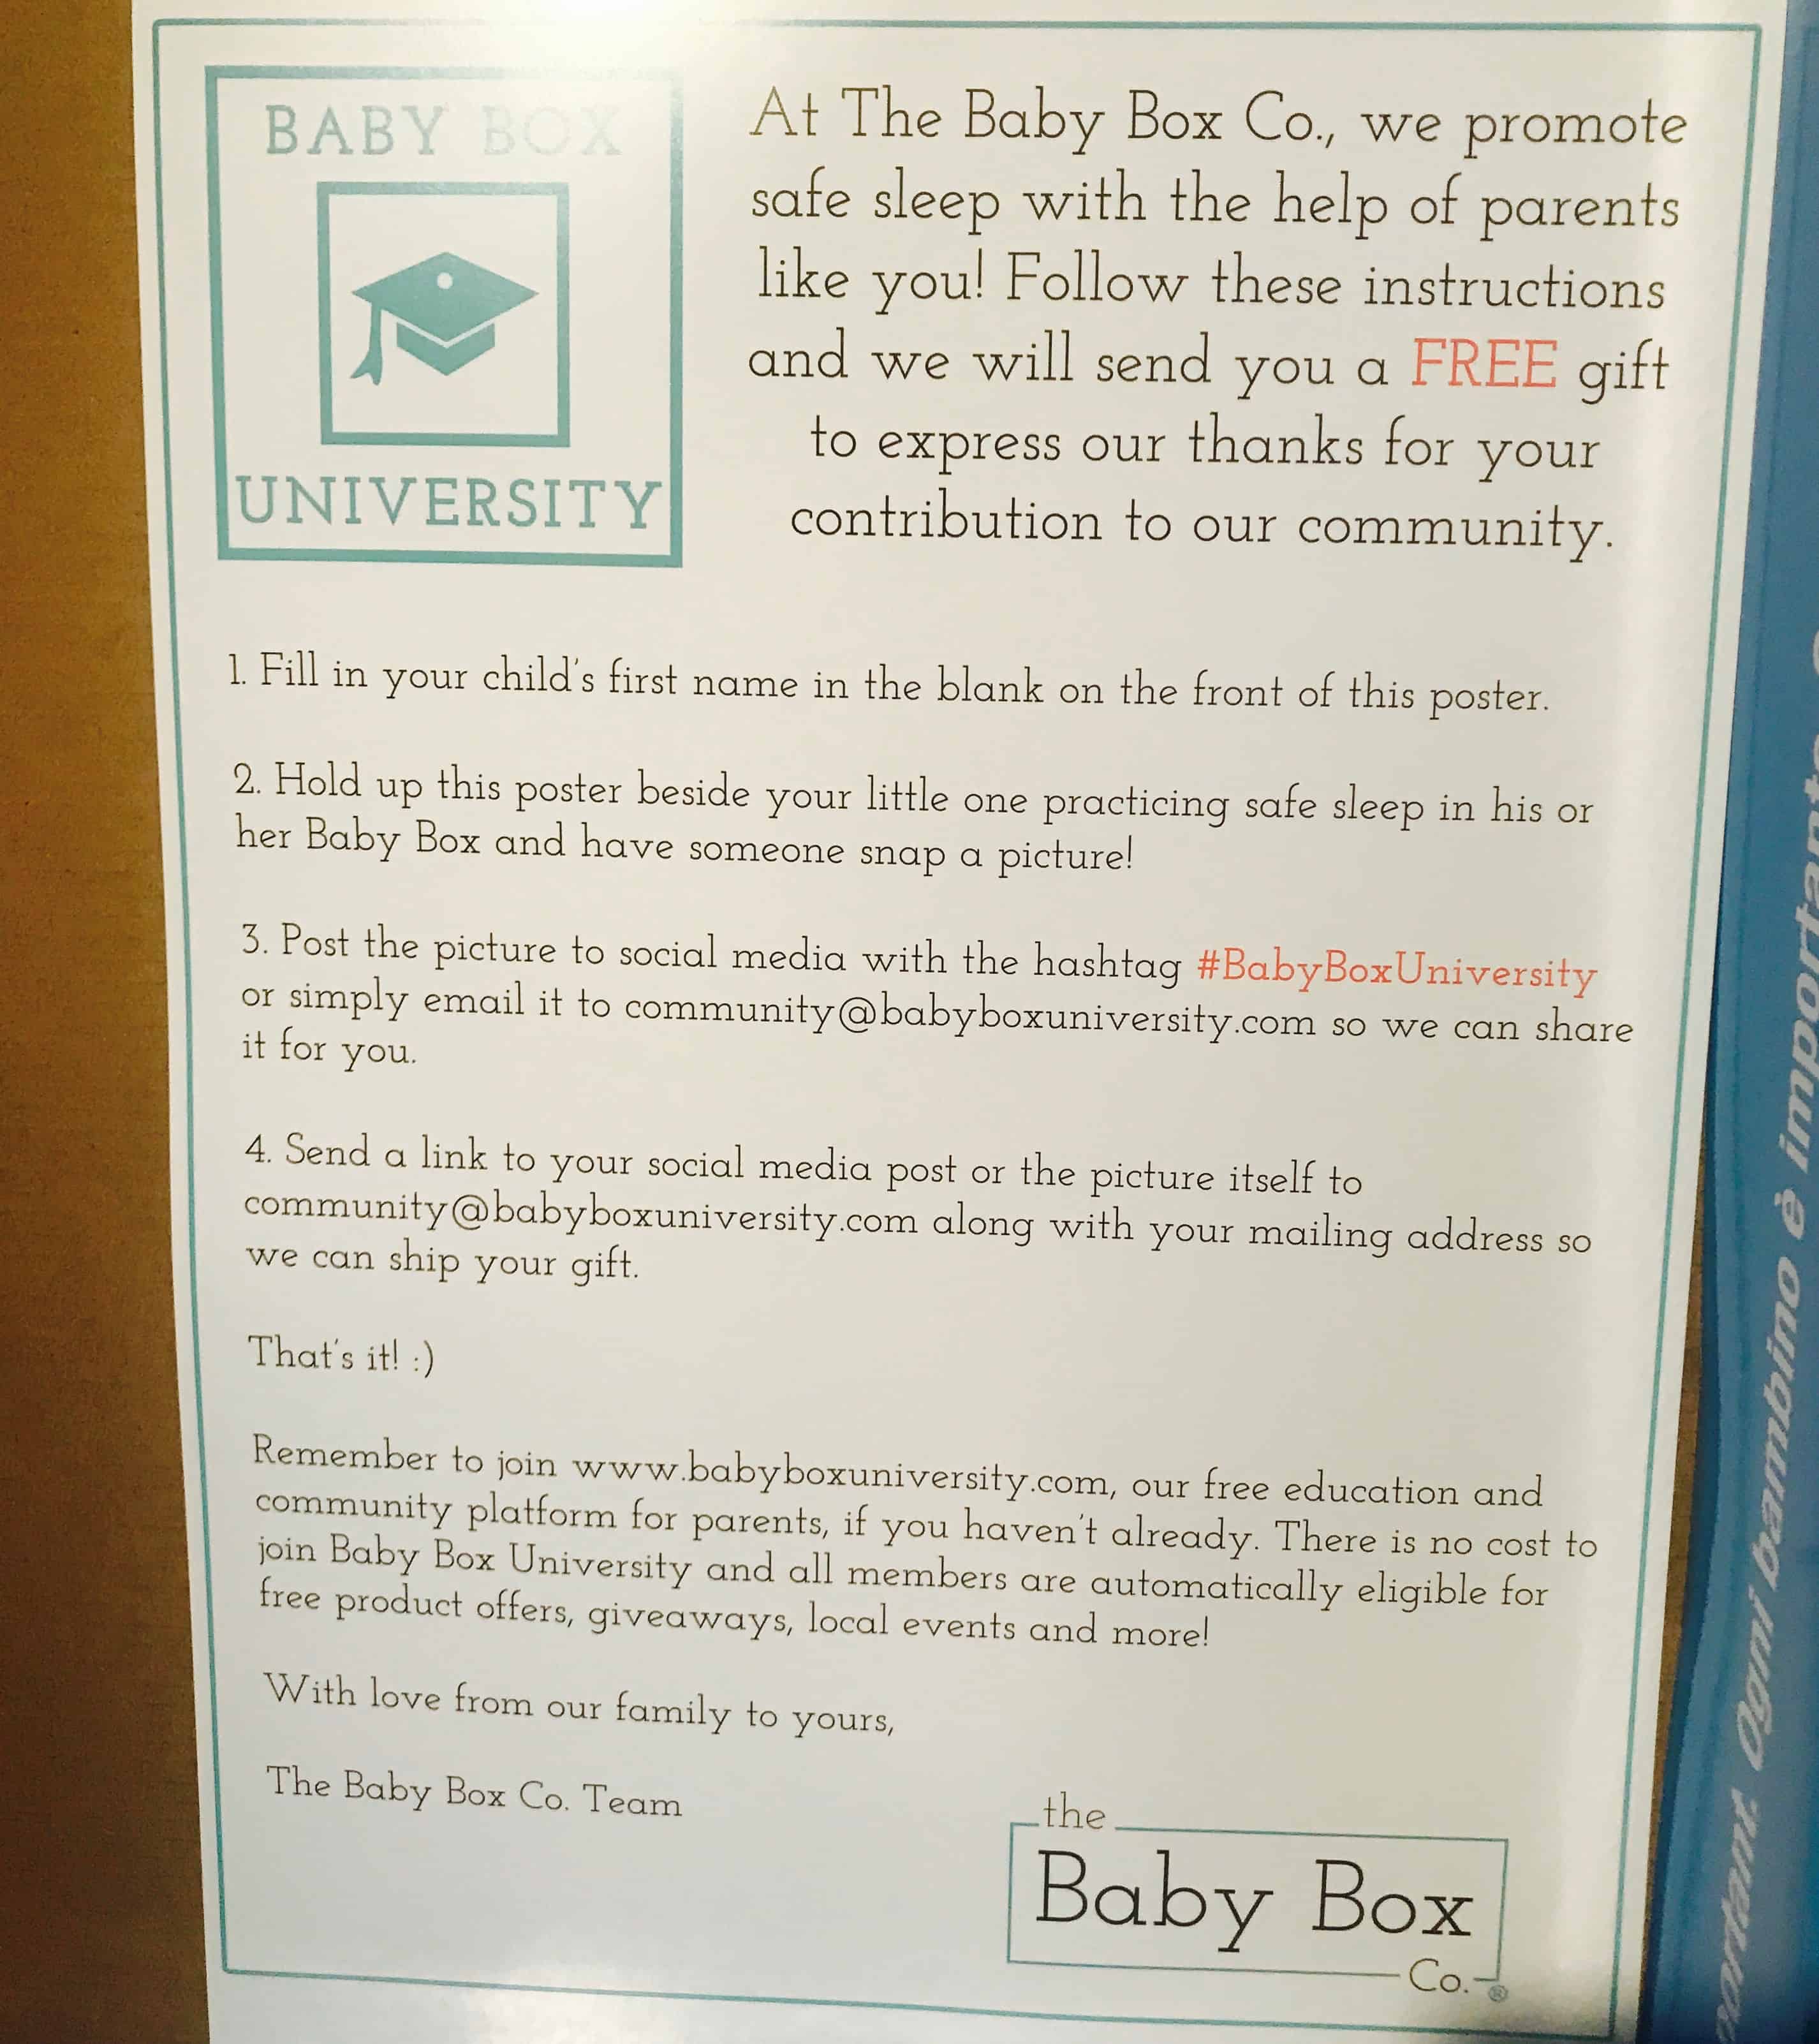 BABY BOX
UNIVERSITY
At The Baby Box Co., we promote
safe sleep with the help of parents
like you! Follow these instructions
and we will send you a FREE gift
to express our thanks for your
contribution to our community.
1. Fill in your child's first name in the blank on the front of this poster.
2. Hold up this poster beside your little one practicing safe sleep in his or
her Baby Box and have someone snap a picture!
3. Post the picture to social media with the hashtag #BabyBoxUniversity
or simply email it to community@babyboxuniversity.com so we can share
it for you.
4. Send a link to your social media post or the picture itself to
community@babyboxuniversity.com along with your mailing address so
we can ship your gift.
That's it! :)
Remember to join www.babyboxuniversity.com, our free education and
community platform for parents, if you haven't already. There is no cost to
join Baby Box University and all members are automatically eligible for
free product offers, giveaways, local events and more!
With love from our family to yours,
The Baby Box Co. Team
the
Baby Box
Co.®
Ogni bambino è important